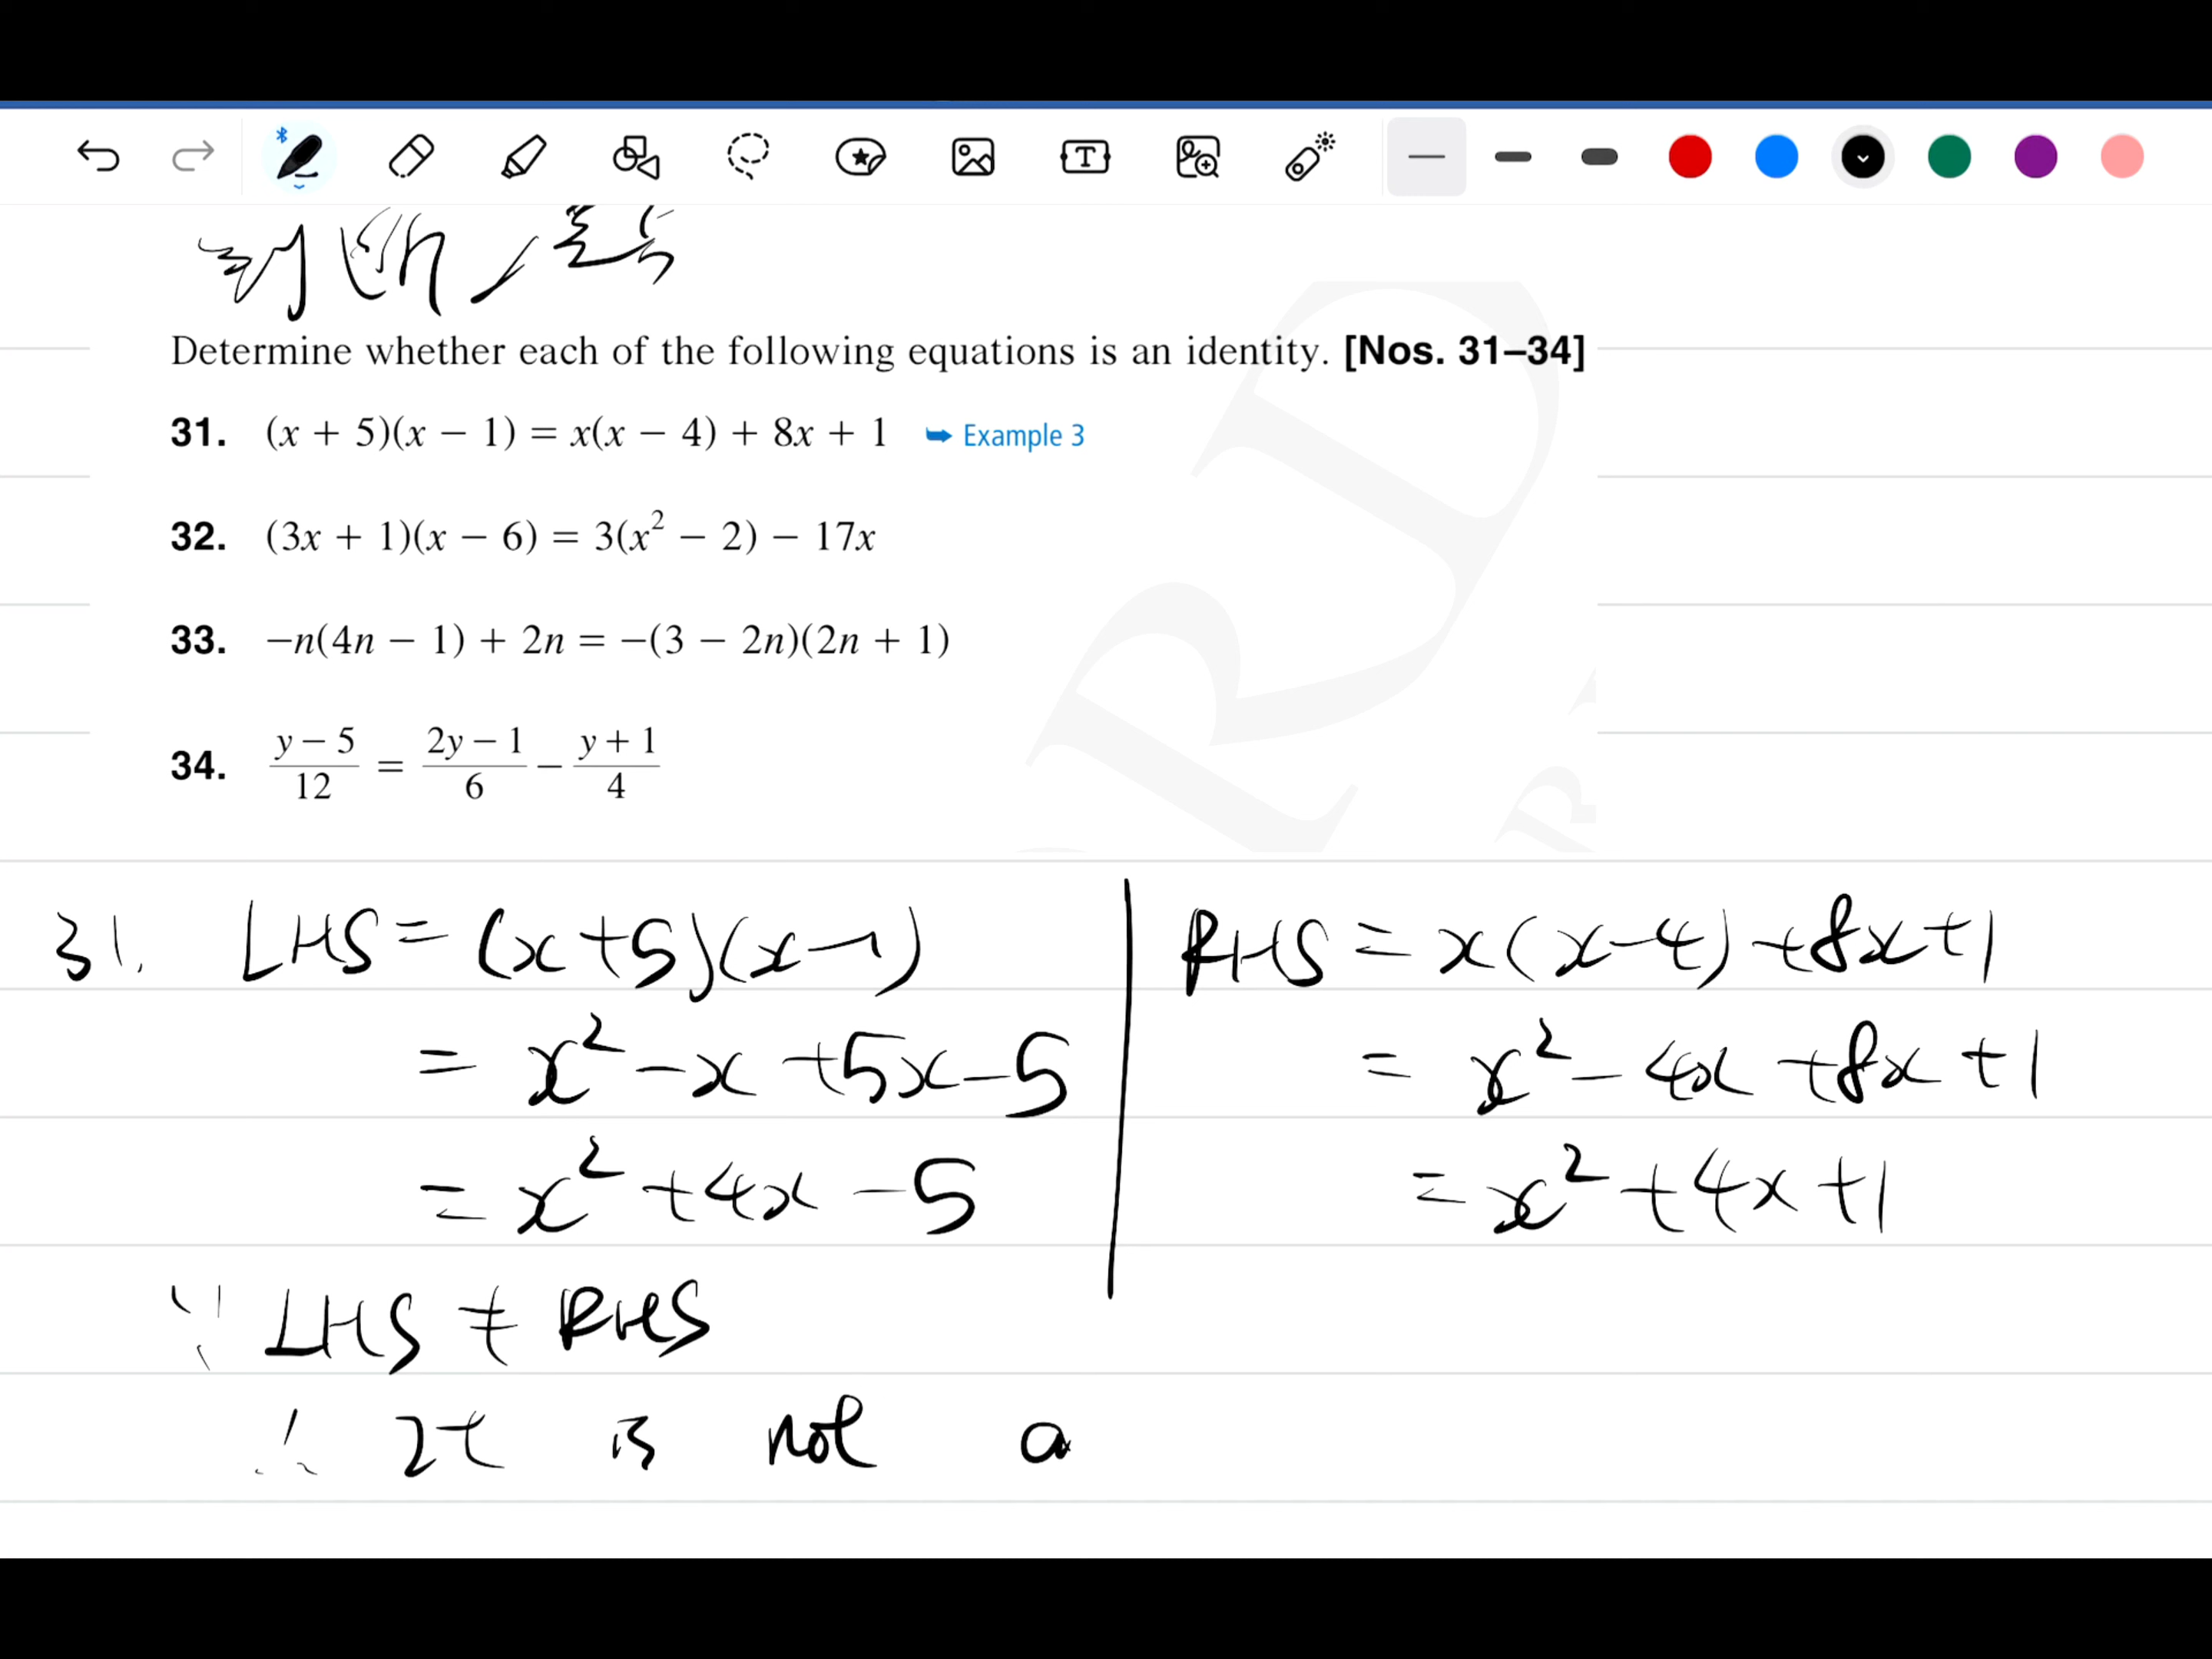 Determine whether each of the following equations is an identity. [Nos. 31–34]
31. (x + 5)(x − 1) = x(x − 4) + 8x + 1 ➥ Example 3
32. (3x + 1)(x − 6) = 3(x² − 2) − 17x
33. −n(4n − 1) + 2n = −(3 − 2n)(2n + 1)
34. (y − 5)/12 = (2y − 1)/6 − (y + 1)/4
31. LHS = (x+5)(x−1)
= x² − x + 5x − 5
= x² + 4x − 5
RHS = x(x−4) + 8x + 1
= x² − 4x + 8x + 1
= x² + 4x + 1
∵ LHS ≠ RHS
∴ It is not a